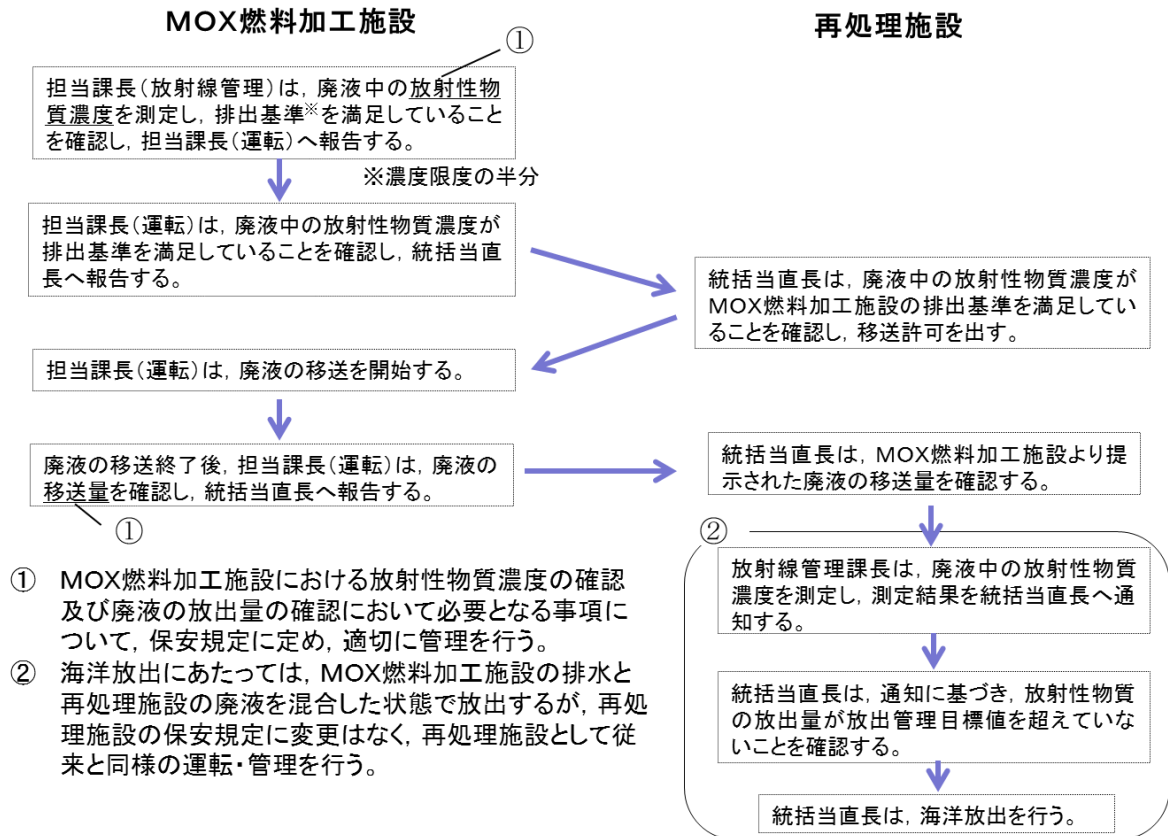 MOX燃料加工施設
再処理施設
①
担当課長(放射線管理)は，廃液中の放射性物
質濃度を測定し，排出基準※を満足していること
を確認し，担当課長(運転)へ報告する。
※濃度限度の半分
担当課長(運転)は，廃液中の放射性物質濃度が
排出基準を満足していることを確認し，統括当直
長へ報告する。
統括当直長は，廃液中の放射性物質濃度が
MOX燃料加工施設の排出基準を満足してい
ることを確認し，移送許可を出す。
担当課長(運転)は，廃液の移送を開始する。
廃液の移送終了後，担当課長(運転)は，廃液の
移送量を確認し，統括当直長へ報告する。
①
統括当直長は，MOX燃料加工施設より提
示された廃液の移送量を確認する。
②
放射線管理課長は，廃液中の放射性物質
濃度を測定し，測定結果を統括当直長へ通
知する。
統括当直長は，通知に基づき，放射性物質
の放出量が放出管理目標値を超えていな
いことを確認する。
統括当直長は，海洋放出を行う。
① MOX燃料加工施設における放射性物質濃度の確認
及び廃液の放出量の確認において必要となる事項に
ついて，保安規定に定め，適切に管理を行う。
② 海洋放出にあたっては，MOX燃料加工施設の排水と
再処理施設の廃液を混合した状態で放出するが，再処
理施設の保安規定に変更はなく，再処理施設として従
来と同様の運転・管理を行う。